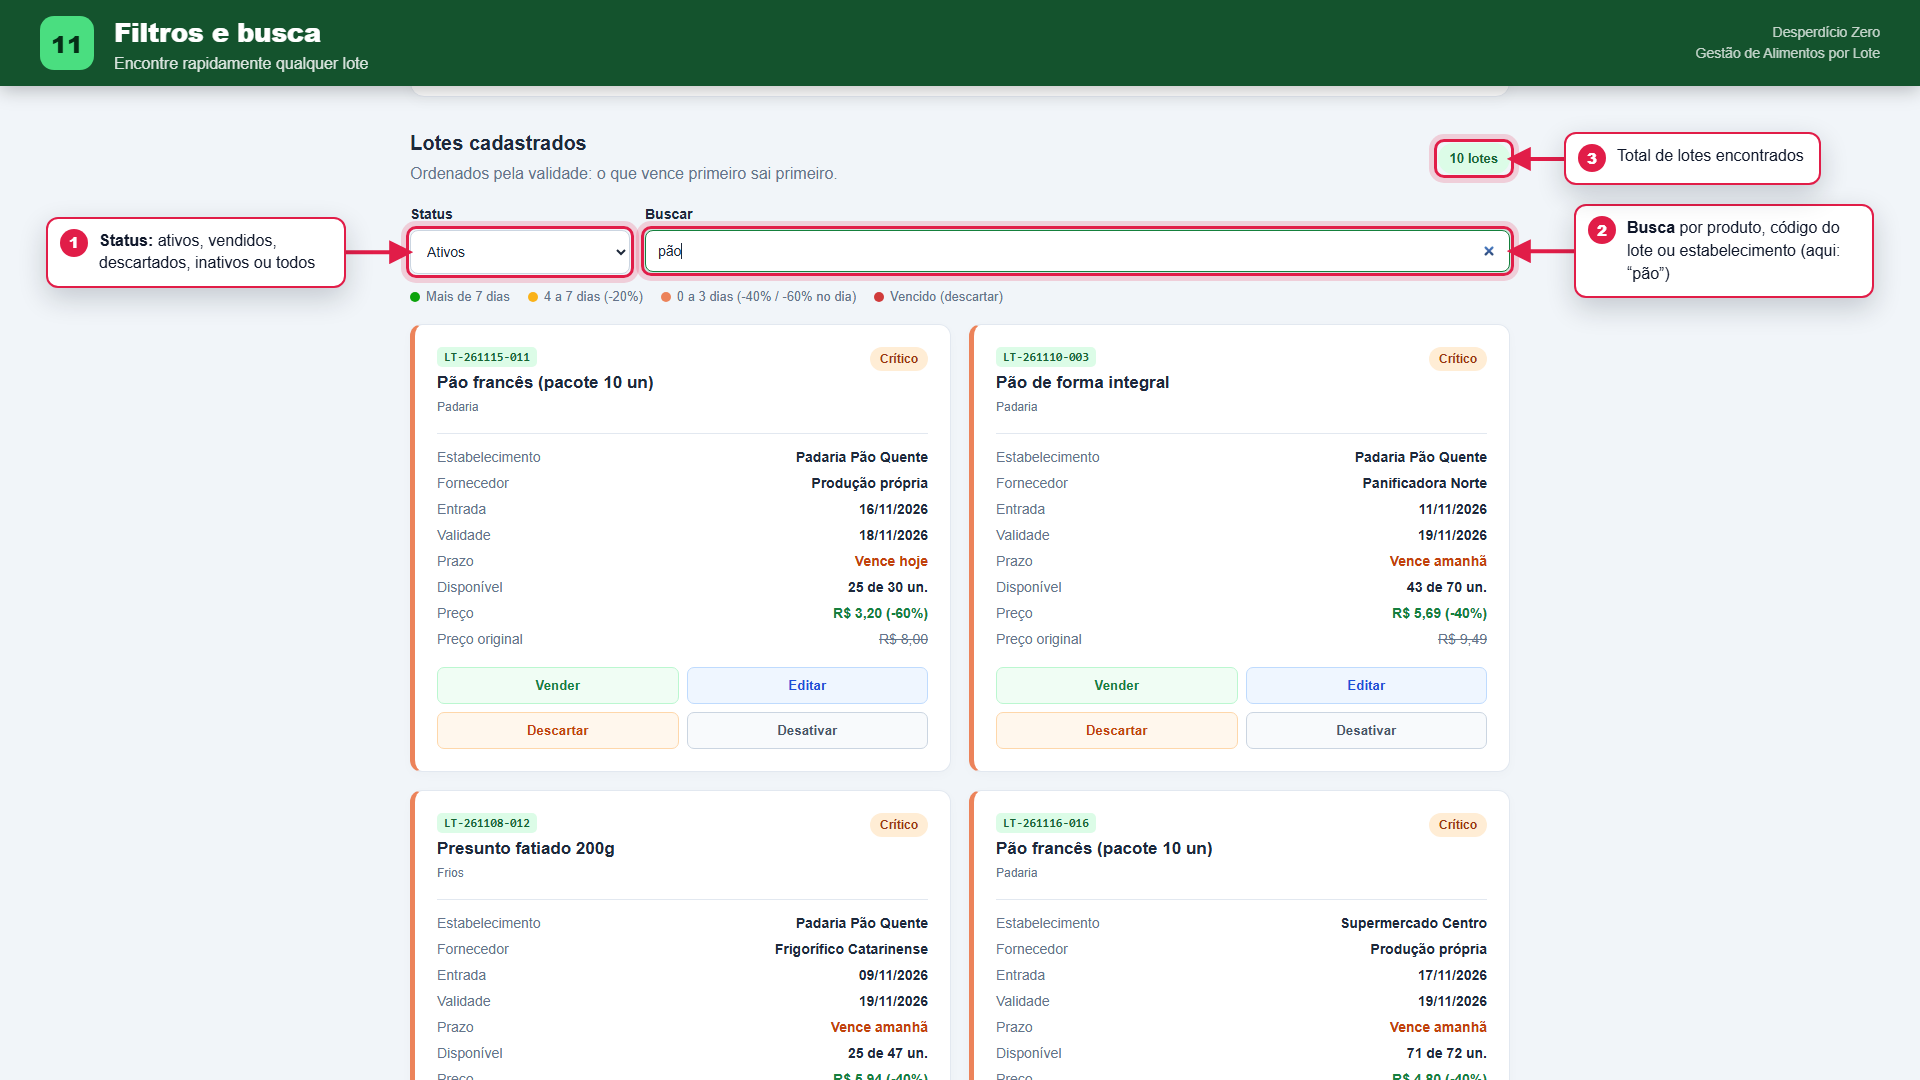 11
Filtros e busca
Encontre rapidamente qualquer lote
Desperdício Zero
Gestão de Alimentos por Lote
Lotes cadastrados
Ordenados pela validade: o que vence primeiro sai primeiro.
10 lotes
3 Total de lotes encontrados
Status
Buscar
1 Status: ativos, vendidos,
descartados, inativos ou todos
Ativos
pão
2 Busca por produto, código do
lote ou estabelecimento (aqui:
“pão”)
Mais de 7 dias
4 a 7 dias (-20%)
0 a 3 dias (-40% / -60% no dia)
Vencido (descartar)
LT-261115-011
Crítico
Pão francês (pacote 10 un)
Padaria
Estabelecimento Padaria Pão Quente
Fornecedor Produção própria
Entrada 16/11/2026
Validade 18/11/2026
Prazo Vence hoje
Disponível 25 de 30 un.
Preço R$ 3,20 (-60%)
Preço original R$ 8,00
Vender Editar
Descartar Desativar
LT-261110-003
Crítico
Pão de forma integral
Padaria
Estabelecimento Padaria Pão Quente
Fornecedor Panificadora Norte
Entrada 11/11/2026
Validade 19/11/2026
Prazo Vence amanhã
Disponível 43 de 70 un.
Preço R$ 5,69 (-40%)
Preço original R$ 9,49
Vender Editar
Descartar Desativar
LT-261108-012
Crítico
Presunto fatiado 200g
Frios
Estabelecimento Padaria Pão Quente
Fornecedor Frigorífico Catarinense
Entrada 09/11/2026
Validade 19/11/2026
Prazo Vence amanhã
Disponível 25 de 47 un.
Preço R$ 5,94 (-40%)
LT-261116-016
Crítico
Pão francês (pacote 10 un)
Padaria
Estabelecimento Supermercado Centro
Fornecedor Produção própria
Entrada 17/11/2026
Validade 19/11/2026
Prazo Vence amanhã
Disponível 71 de 72 un.
Preço R$ 4,80 (-40%)